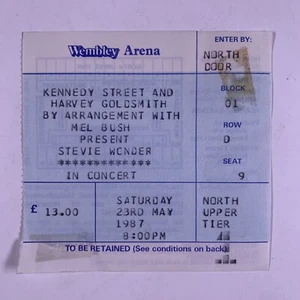 Wembley Arena
ENTER BY:
NORTH
DOOR
BLOCK
01
ROW
D
SEAT
9
KENNEDY STREET AND
HARVEY GOLDSMITH
BY ARRANGEMENT WITH
MEL BUSH
PRESENT
STEVIE WONDER
**************
IN CONCERT
£ 13.00
SATURDAY
23RD MAY
1987
8:00PM
NORTH
UPPER
TIER
TO BE RETAINED (See conditions on back)